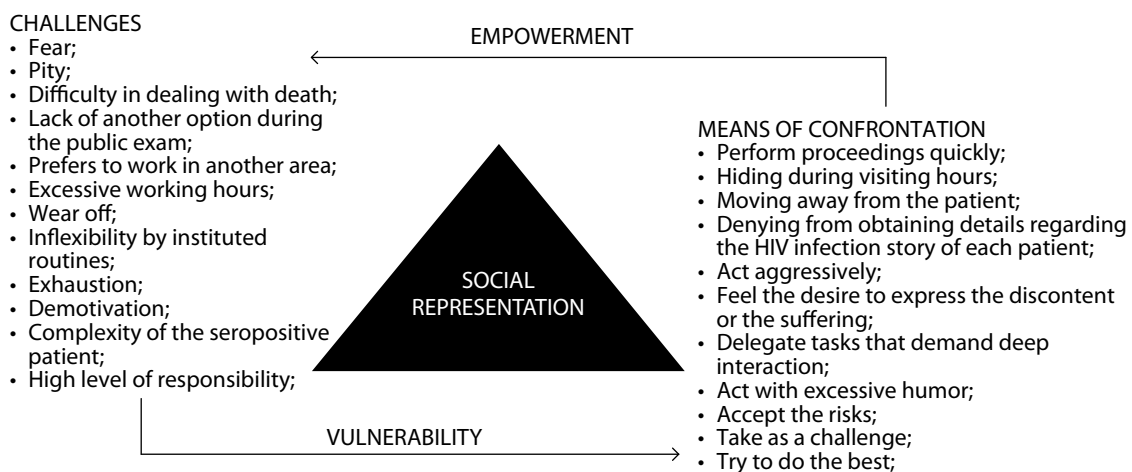 CHALLENGES
• Fear;
• Pity;
• Difficulty in dealing with death;
• Lack of another option during
the public exam;
• Prefers to work in another area;
• Excessive working hours;
• Wear off;
• Inflexibility by instituted
routines;
• Exhaustion;
• Demotivation;
• Complexity of the seropositive
patient;
• High level of responsibility;
EMPOWERMENT
SOCIAL
REPRESENTATION
VULNERABILITY
MEANS OF CONFRONTATION
• Perform proceedings quickly;
• Hiding during visiting hours;
• Moving away from the patient;
• Denying from obtaining details regarding
the HIV infection story of each patient;
• Act aggressively;
• Feel the desire to express the discontent
or the suffering;
• Delegate tasks that demand deep
interaction;
• Act with excessive humor;
• Accept the risks;
• Take as a challenge;
• Try to do the best;